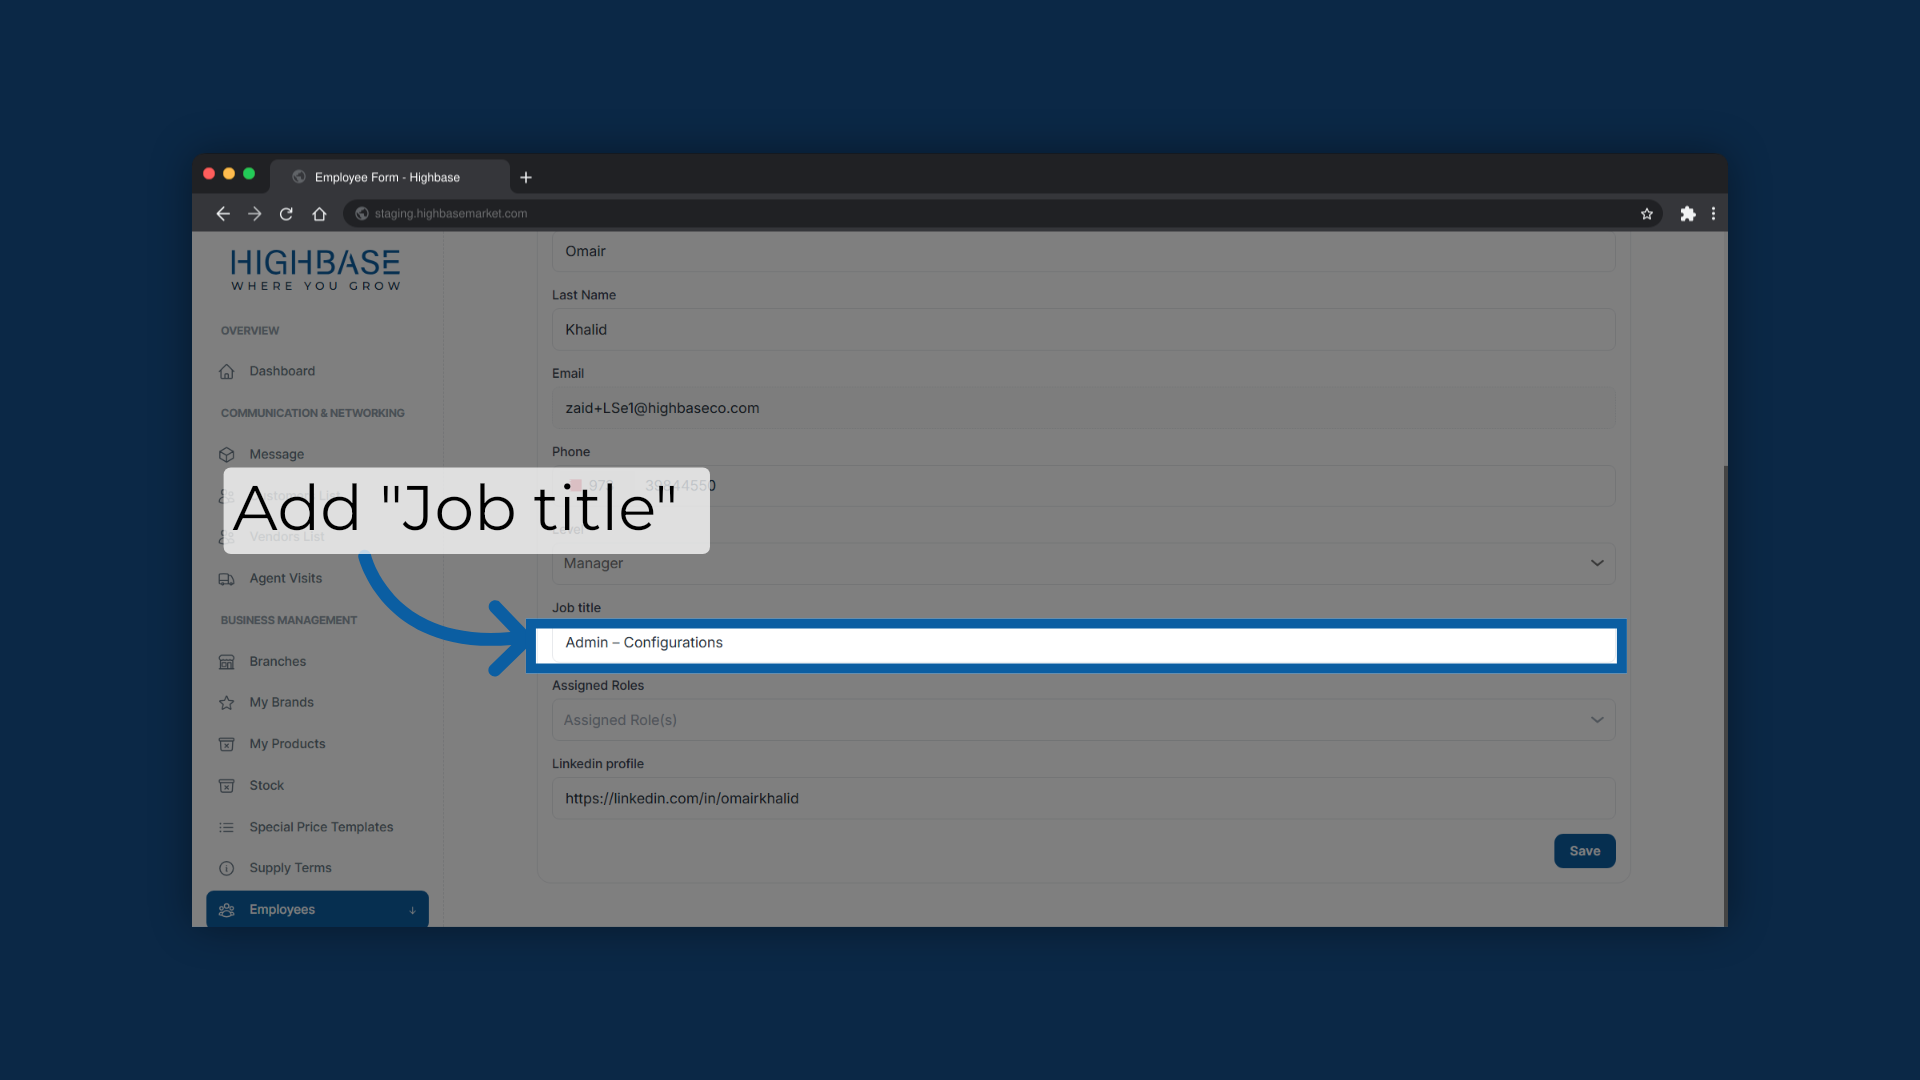 Employee Form - Highbase
staging.highbasemarket.com
HIGHBASE
WHERE YOU GROW
OVERVIEW
Dashboard
COMMUNICATION & NETWORKING
Message
Vendors List
Agent Visits
BUSINESS MANAGEMENT
Branches
My Brands
My Products
Stock
Special Price Templates
Supply Terms
Employees
Add "Job title"
Omair
Last Name
Khalid
Email
zaid+LSe1@highbaseco.com
Phone
Manager
Job title
Admin – Configurations
Assigned Roles
Assigned Role(s)
Linkedin profile
https://linkedin.com/in/omairkhalid
Save